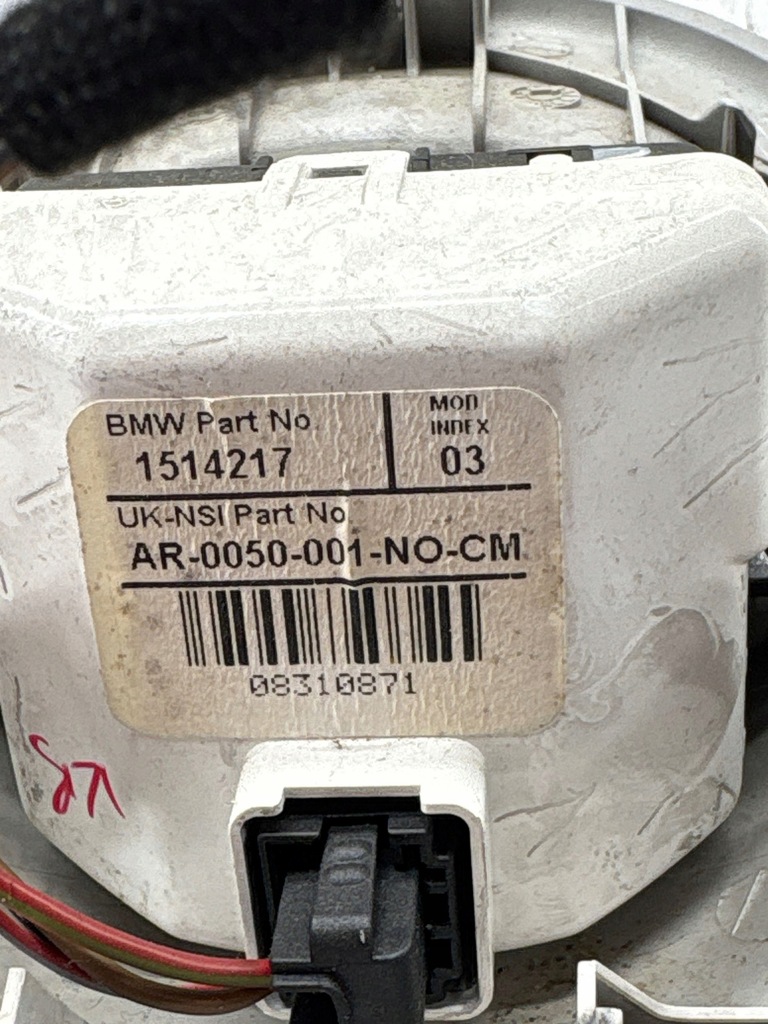 BMW Part No.
MOD
INDEX
1514217
03
UK-NSI Part No.
AR-0050-001-NO-CM
08310871